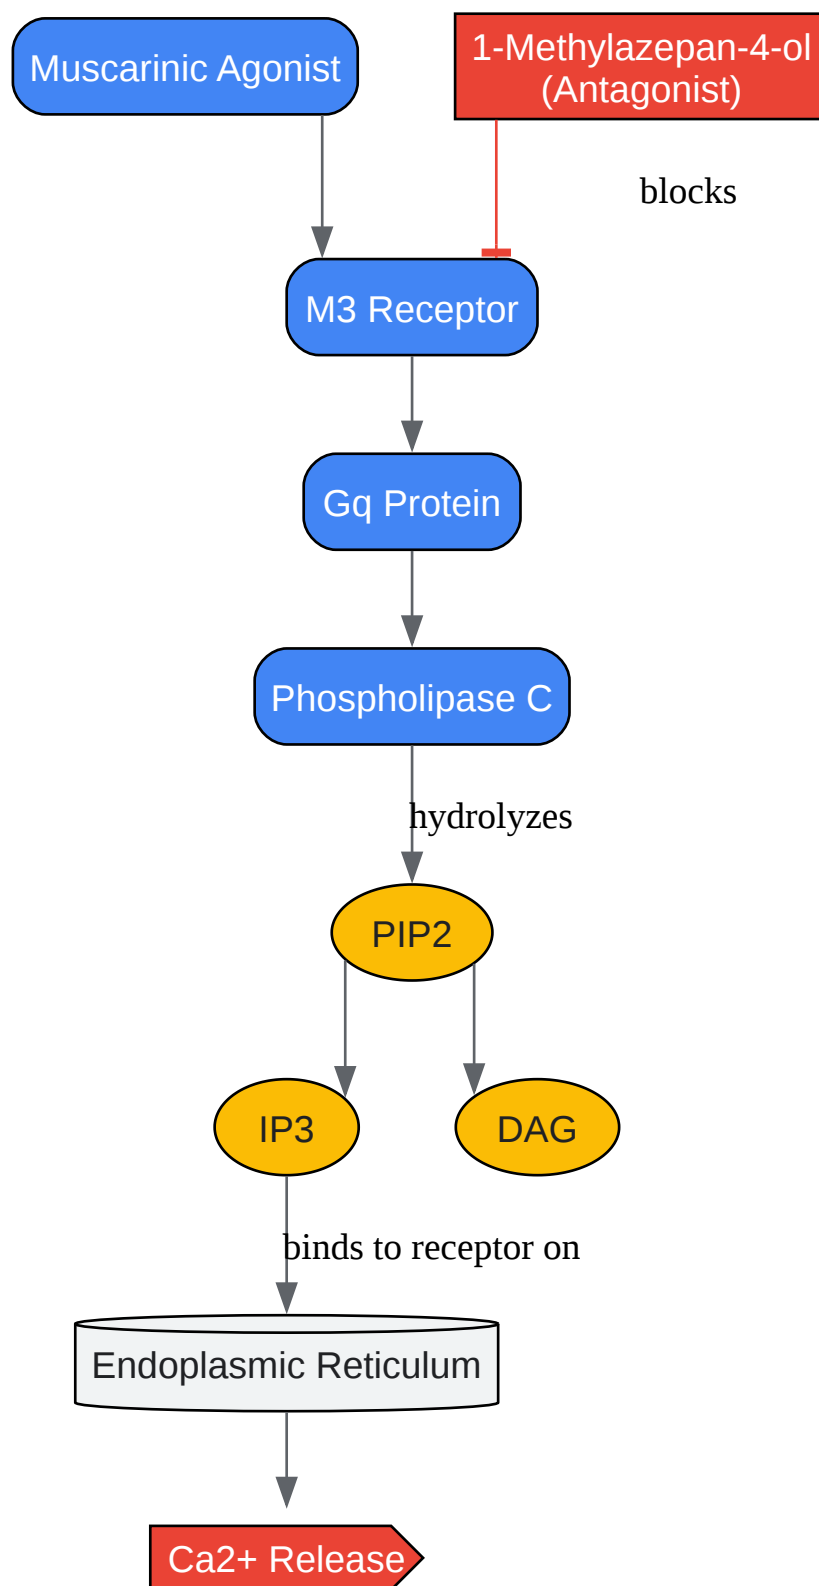 Muscarinic Agonist
1-Methylazepan-4-ol
(Antagonist)
blocks
M3 Receptor
Gq Protein
Phospholipase C
hydrolyzes
PIP2
IP3
DAG
binds to receptor on
Endoplasmic Reticulum
Ca2+ Release